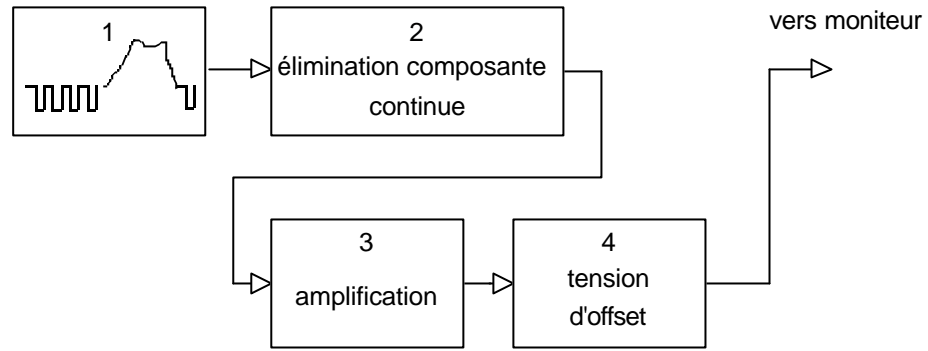 1
2
élimination composante
continue
vers moniteur
3
amplification
4
tension
d'offset